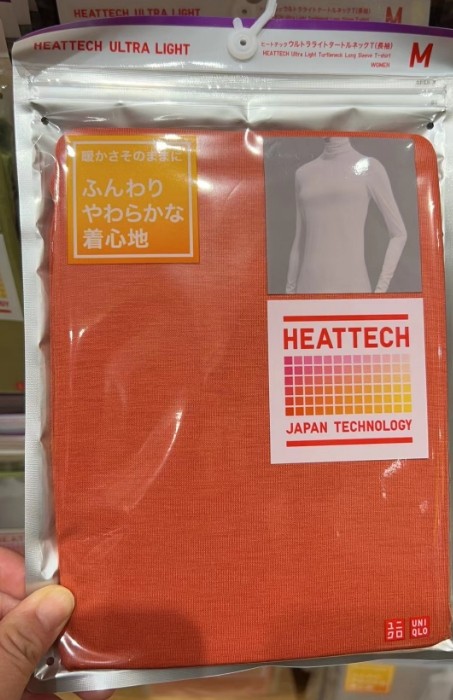 HEATTECH ULTRA LIGHT
ヒートテックウルトラライトタートルネックT(長袖)
HEATTECH Ultra Light Turtleneck Long Sleeve T-shirt
WOMEN
M
暖かさそのままに
ふんわり
やわらかな
着心地
HEATTECH
JAPAN TECHNOLOGY
ユニ
クロ
UNI
QLO